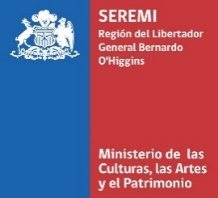 SEREMI
Región del Libertador
General Bernardo
O'Higgins
Ministerio de las
Culturas, las Artes
y el Patrimonio